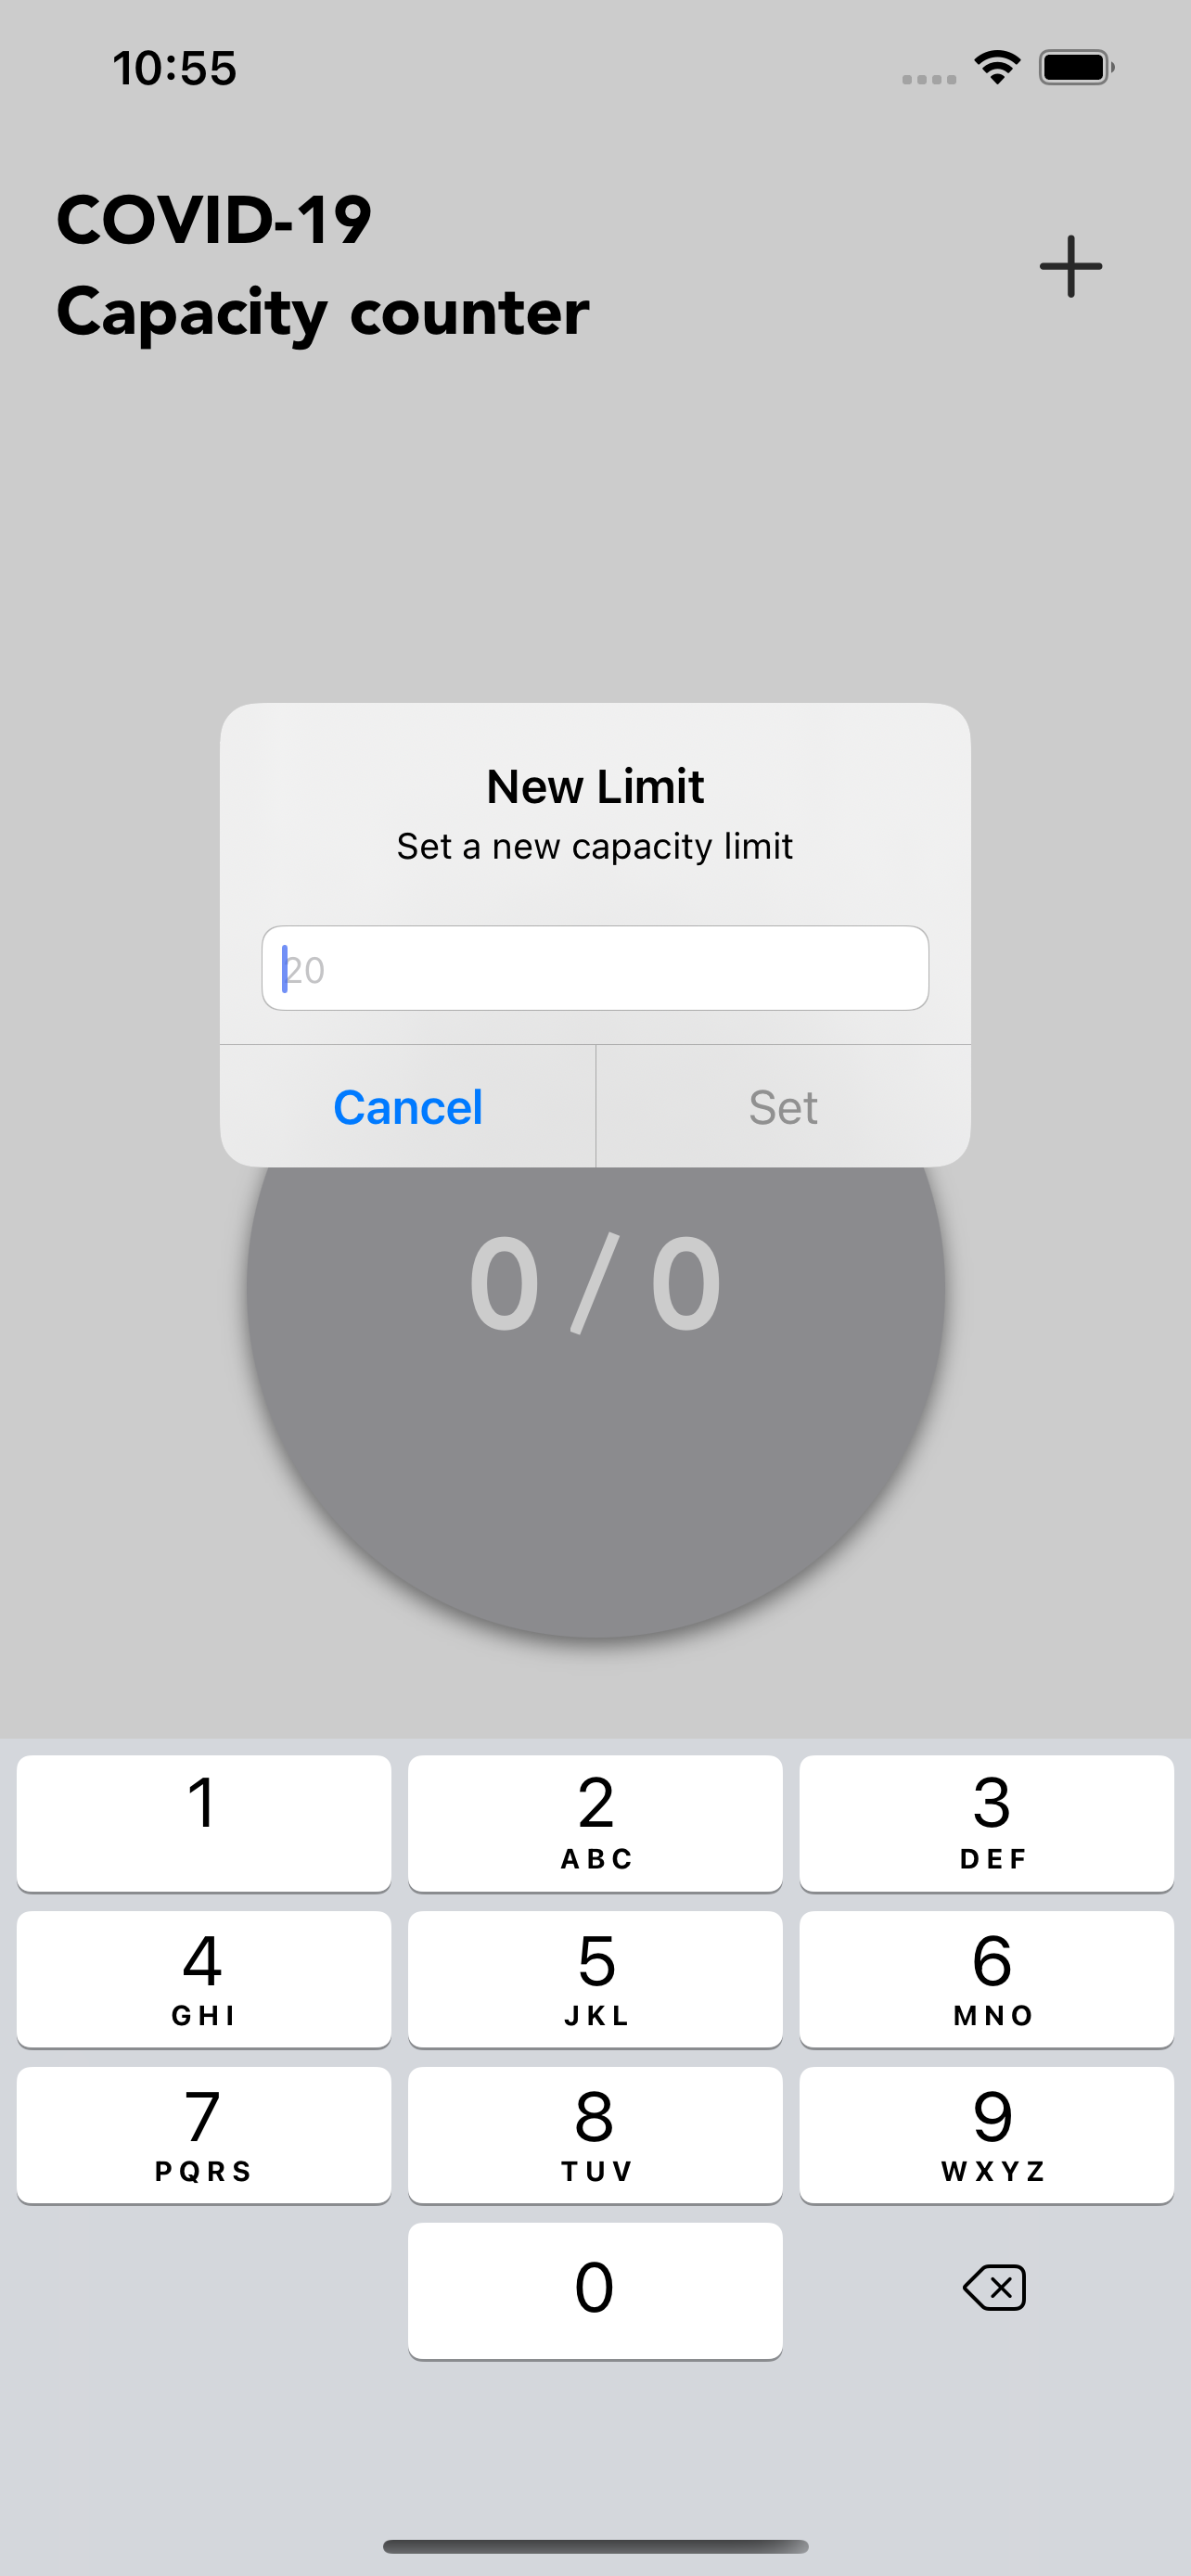 10:55
COVID-19
Capacity counter
New Limit
Set a new capacity limit
20
Cancel Set
0 / 0
1 2 3
ABC DEF
4 5 6
GHI JKL MNO
7 8 9
PQRS TUV WXYZ
0